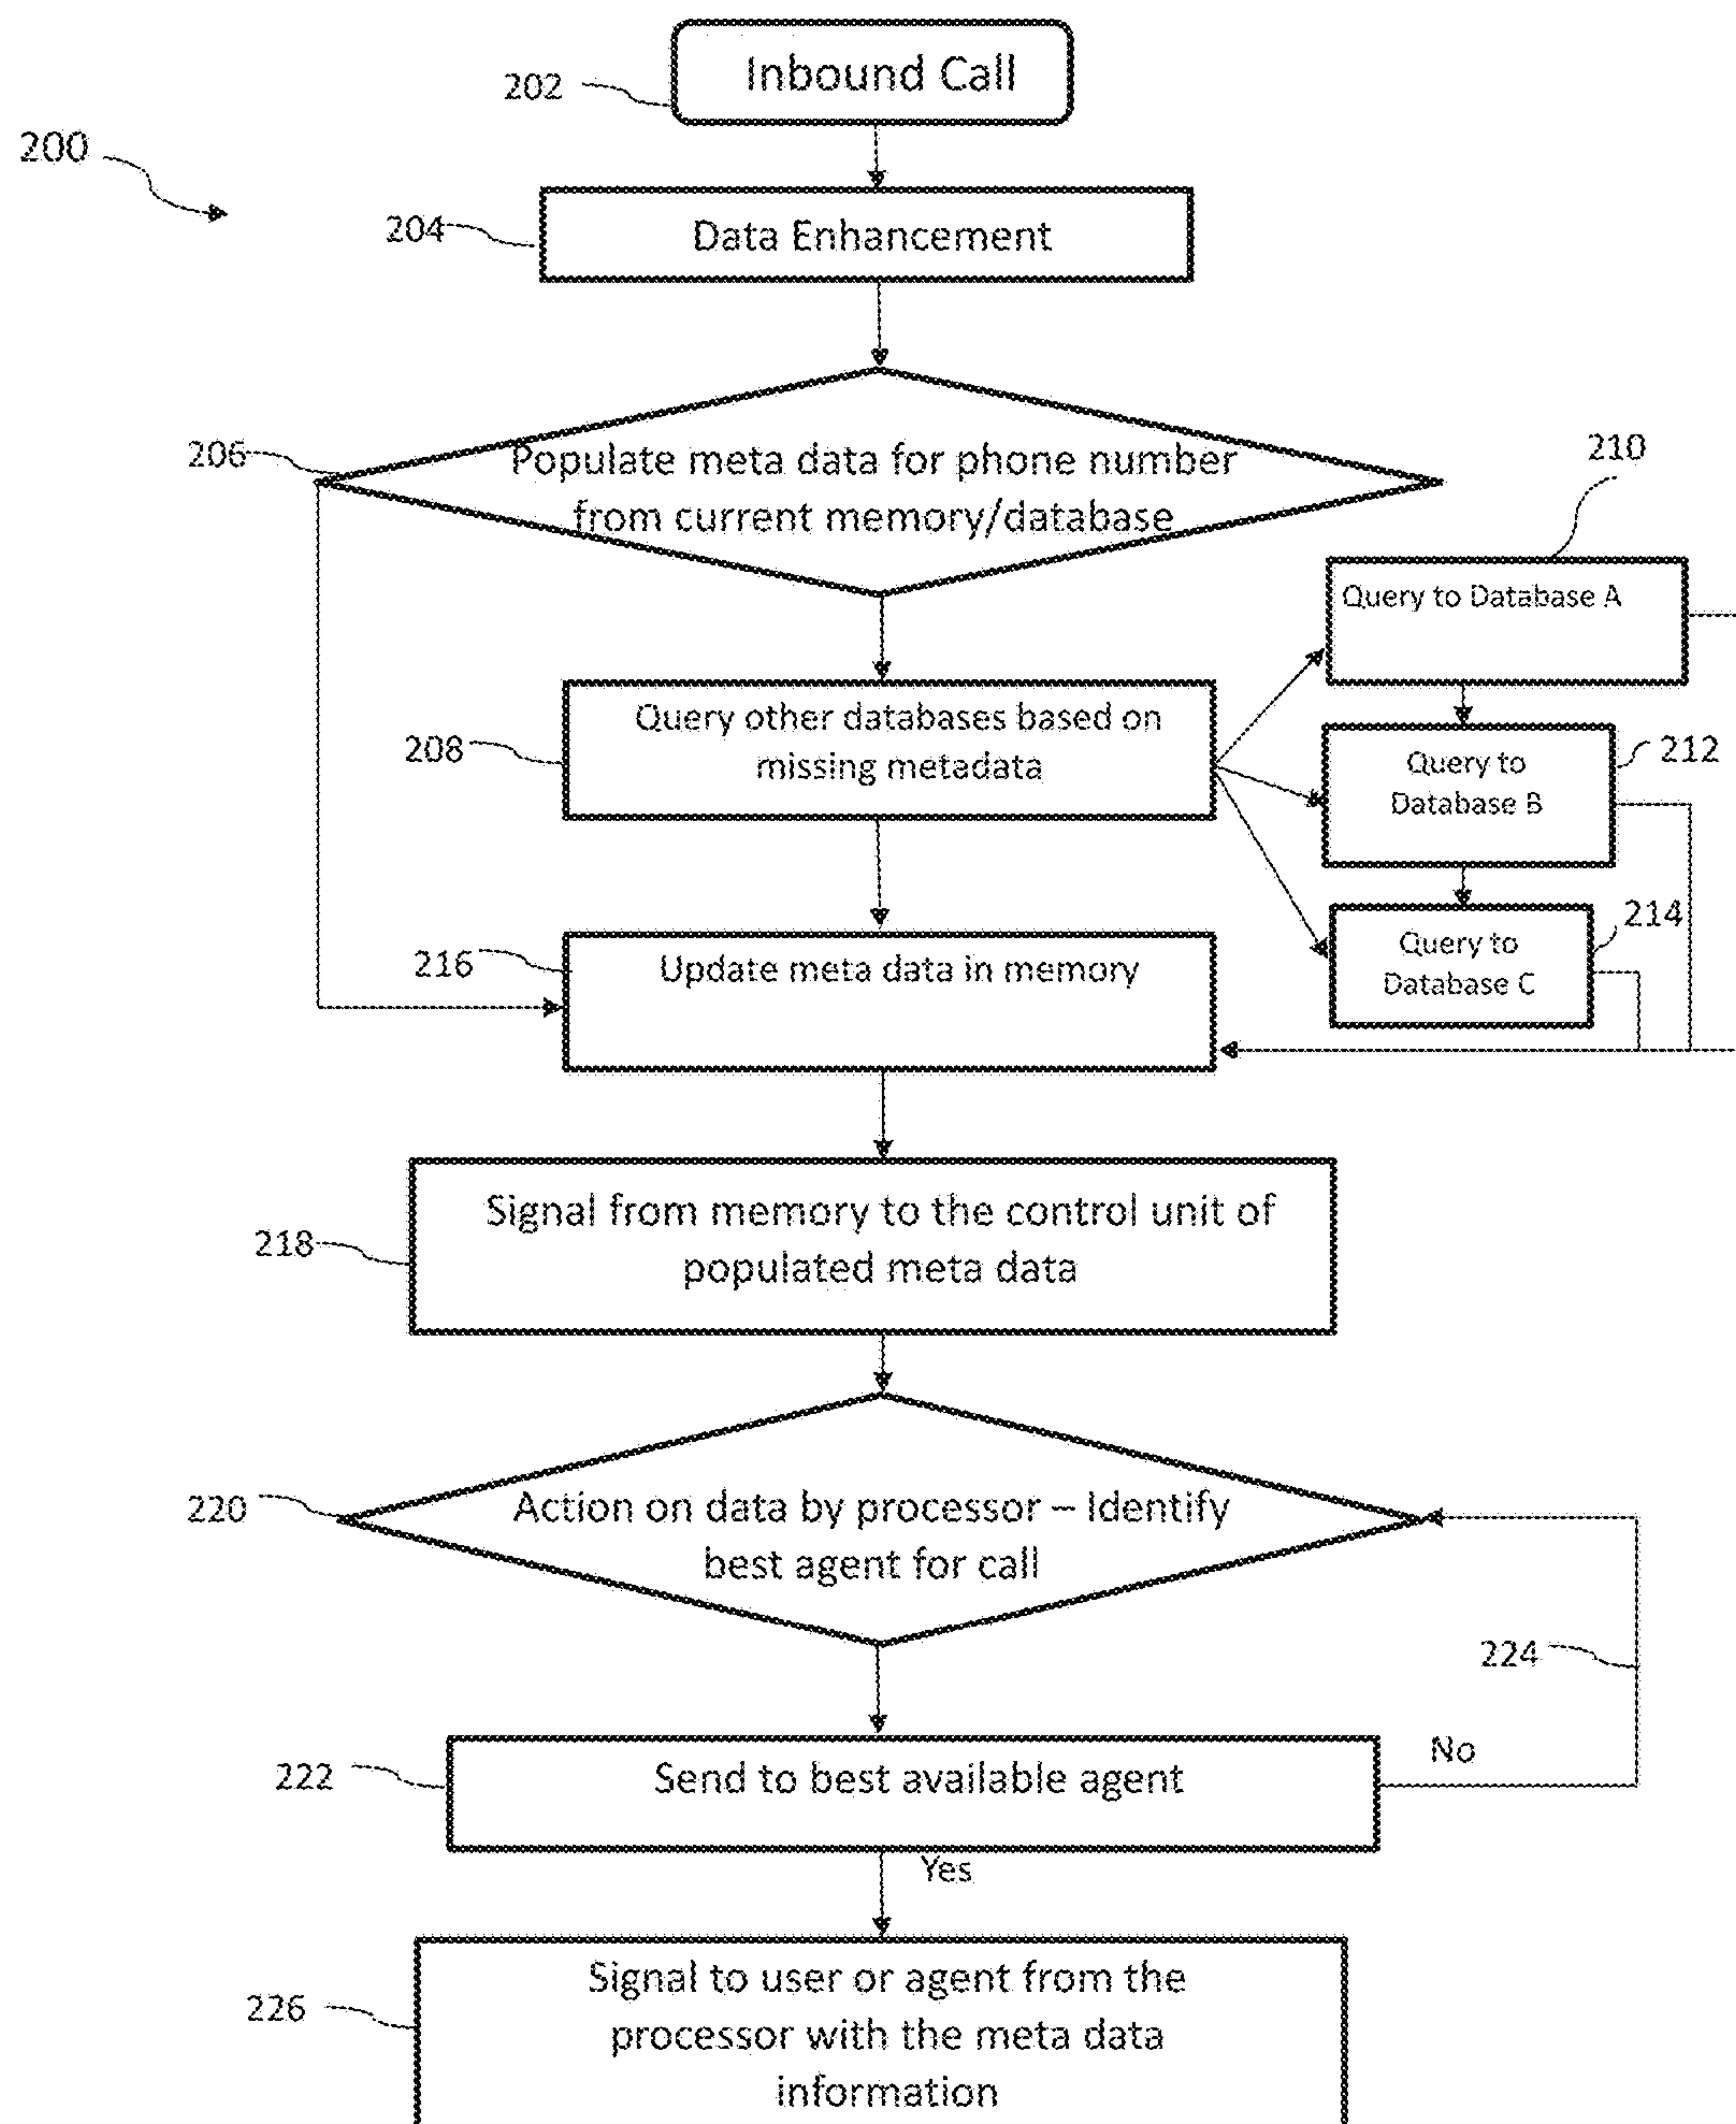 Inbound Call
202
200
Data Enhancement
204
206
Populate meta data for phone number
from current memory/database
210
Query to Database A
208
Query other databases based on
missing metadata
212
Query to
Database B
214
Query to
Database C
216
Update meta data in memory
218
Signal from memory to the control unit of
populated meta data
220
Action on data by processor – Identify
best agent for call
224
222
Send to best available agent
No
Yes
226
Signal to user or agent from the
processor with the meta data
information